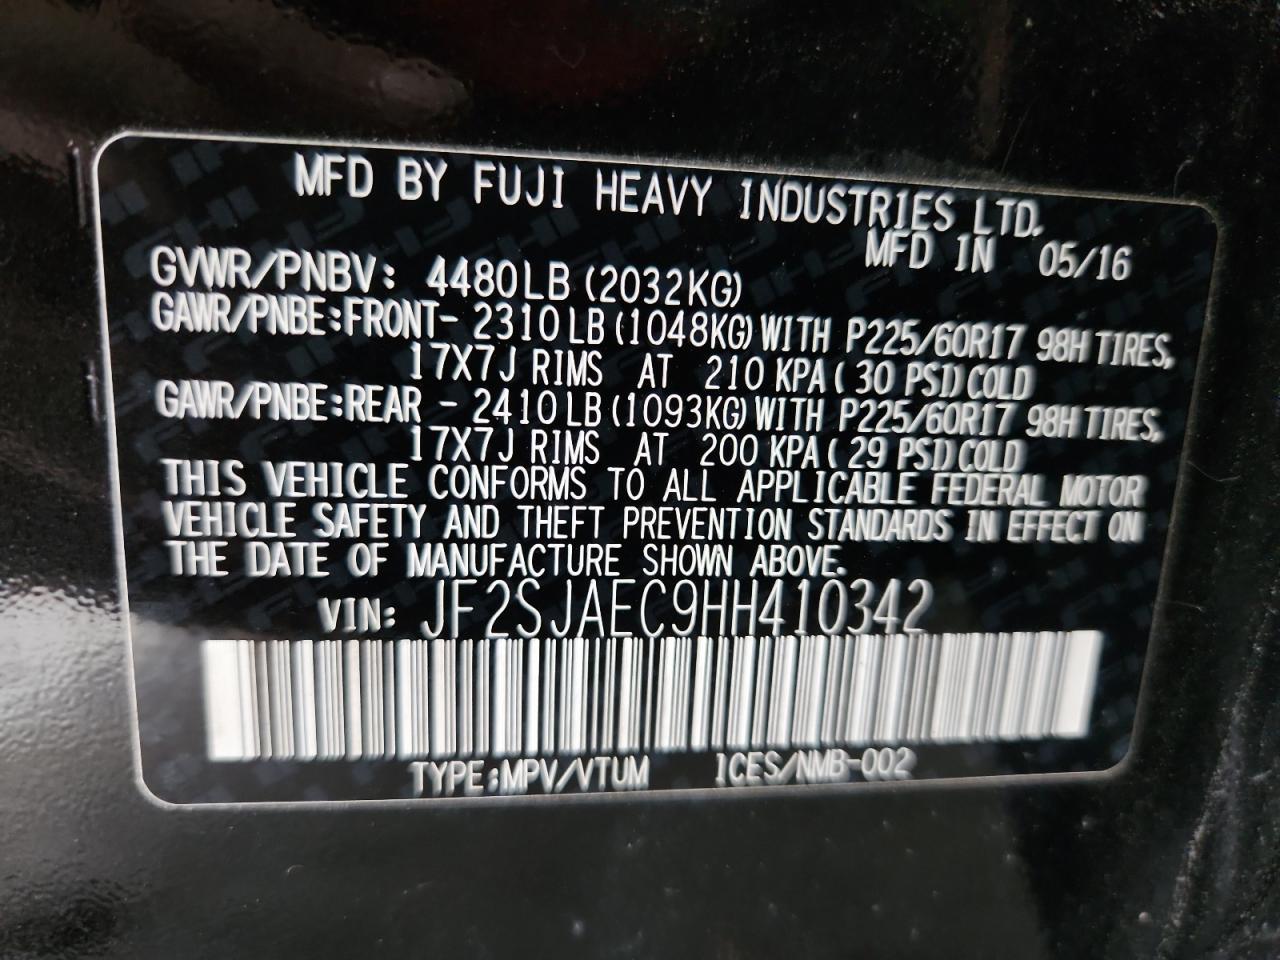 MFD BY FUJI HEAVY INDUSTRIES LTD.
MFD IN 05/16
GVWR/PNBV: 4480LB (2032KG)
GAWR/PNBE:FRONT- 2310LB(1048KG)WITH P225/60R17 98H TIRES,
17X7J RIMS AT 210 KPA(30 PSI)COLD
GAWR/PNBE:REAR - 2410LB(1093KG)WITH P225/60R17 98H TIRES,
17X7J RIMS AT 200 KPA(29 PSI)COLD
THIS VEHICLE CONFORMS TO ALL APPLICABLE FEDERAL MOTOR
VEHICLE SAFETY AND THEFT PREVENTION STANDARDS IN EFFECT ON
THE DATE OF MANUFACTURE SHOWN ABOVE.
VIN: JF2SJAEC9HH410342
TYPE:MPV/VTUM ICES/NMB-002